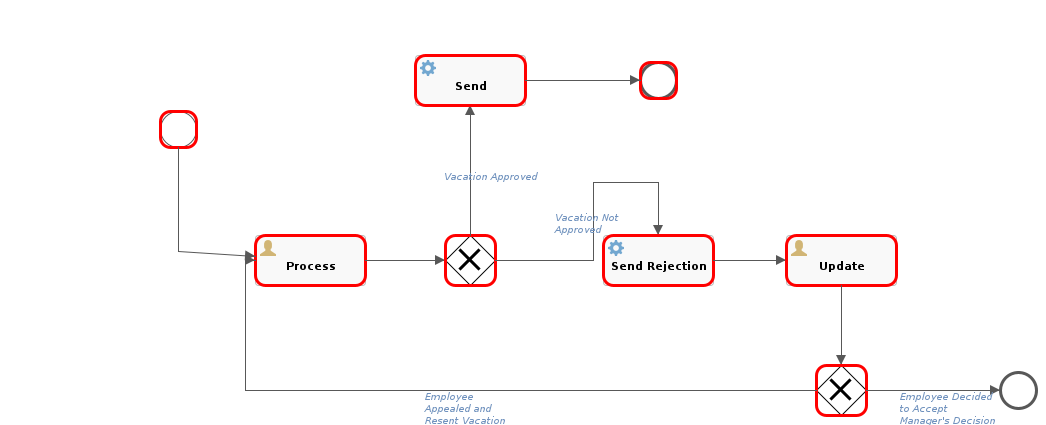 Send
Vacation Approved
Vacation Not
Approved
Process
Send Rejection
Update
Employee
Appealed and
Resent Vacation
Employee Decided
to Accept
Manager's Decision